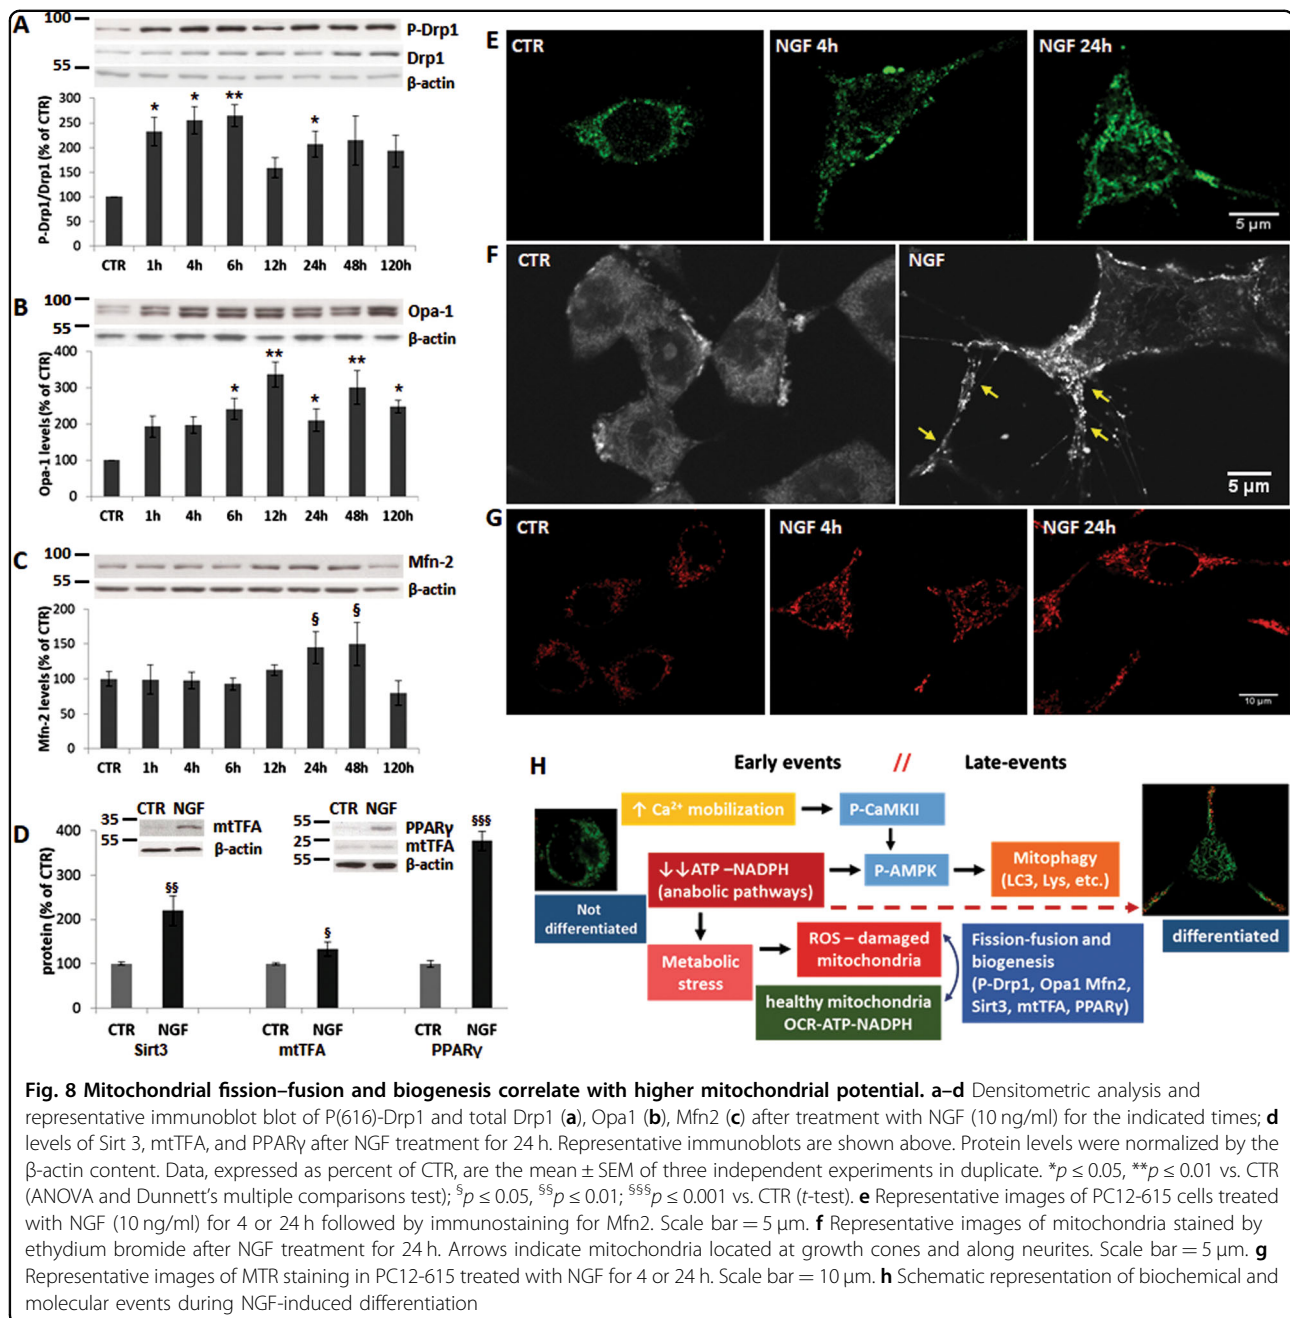 A
100
55
P-Drp1
Drp1
β-actin
P-Drp1/Drp1 (% of CTR)
300
250
200
150
100
50
0
*
*
**
*
CTR 1h 4h 6h 12h 24h 48h 120h
B
100
55
Opa-1
β-actin
Opa-1 levels (% of CTR)
400
300
200
100
0
*
**
*
**
*
CTR 1h 4h 6h 12h 24h 48h 120h
C
100
55
Mfn-2
β-actin
Mfn-2 levels (% of CTR)
200
150
100
50
0
§
§
CTR 1h 4h 6h 12h 24h 48h 120h
D
CTR NGF
35
55
mtTFA
β-actin
CTR NGF
55
25
55
PPARγ
mtTFA
β-actin
protein (% of CTR)
400
300
200
100
0
§§
§
§§§
CTR NGF CTR NGF CTR NGF
Sirt3 mtTFA PPARγ
E
CTR
NGF 4h
NGF 24h
5 µm
F
CTR
NGF
5 µm
G
CTR
NGF 4h
NGF 24h
10 µm
H
Early events // Late-events
↑ Ca²⁺ mobilization
P-CaMKII
↓↓ATP –NADPH
(anabolic pathways)
P-AMPK
Mitophagy
(LC3, Lys, etc.)
Not
differentiated
differentiated
Metabolic
stress
ROS – damaged
mitochondria
healthy mitochondria
OCR-ATP-NADPH
Fission-fusion and
biogenesis
(P-Drp1, Opa1 Mfn2,
Sirt3, mtTFA, PPARγ)
Fig. 8 Mitochondrial fission–fusion and biogenesis correlate with higher mitochondrial potential. a–d Densitometric analysis and
representative immunoblot blot of P(616)-Drp1 and total Drp1 (a), Opa1 (b), Mfn2 (c) after treatment with NGF (10 ng/ml) for the indicated times; d
levels of Sirt 3, mtTFA, and PPARγ after NGF treatment for 24 h. Representative immunoblots are shown above. Protein levels were normalized by the
β-actin content. Data, expressed as percent of CTR, are the mean ± SEM of three independent experiments in duplicate. *p ≤ 0.05, **p ≤ 0.01 vs. CTR
(ANOVA and Dunnett's multiple comparisons test); §p ≤ 0.05, §§p ≤ 0.01; §§§p ≤ 0.001 vs. CTR (t-test). e Representative images of PC12-615 cells treated
with NGF (10 ng/ml) for 4 or 24 h followed by immunostaining for Mfn2. Scale bar = 5 µm. f Representative images of mitochondria stained by
ethydium bromide after NGF treatment for 24 h. Arrows indicate mitochondria located at growth cones and along neurites. Scale bar = 5 µm. g
Representative images of MTR staining in PC12-615 treated with NGF for 4 or 24 h. Scale bar = 10 µm. h Schematic representation of biochemical and
molecular events during NGF-induced differentiation